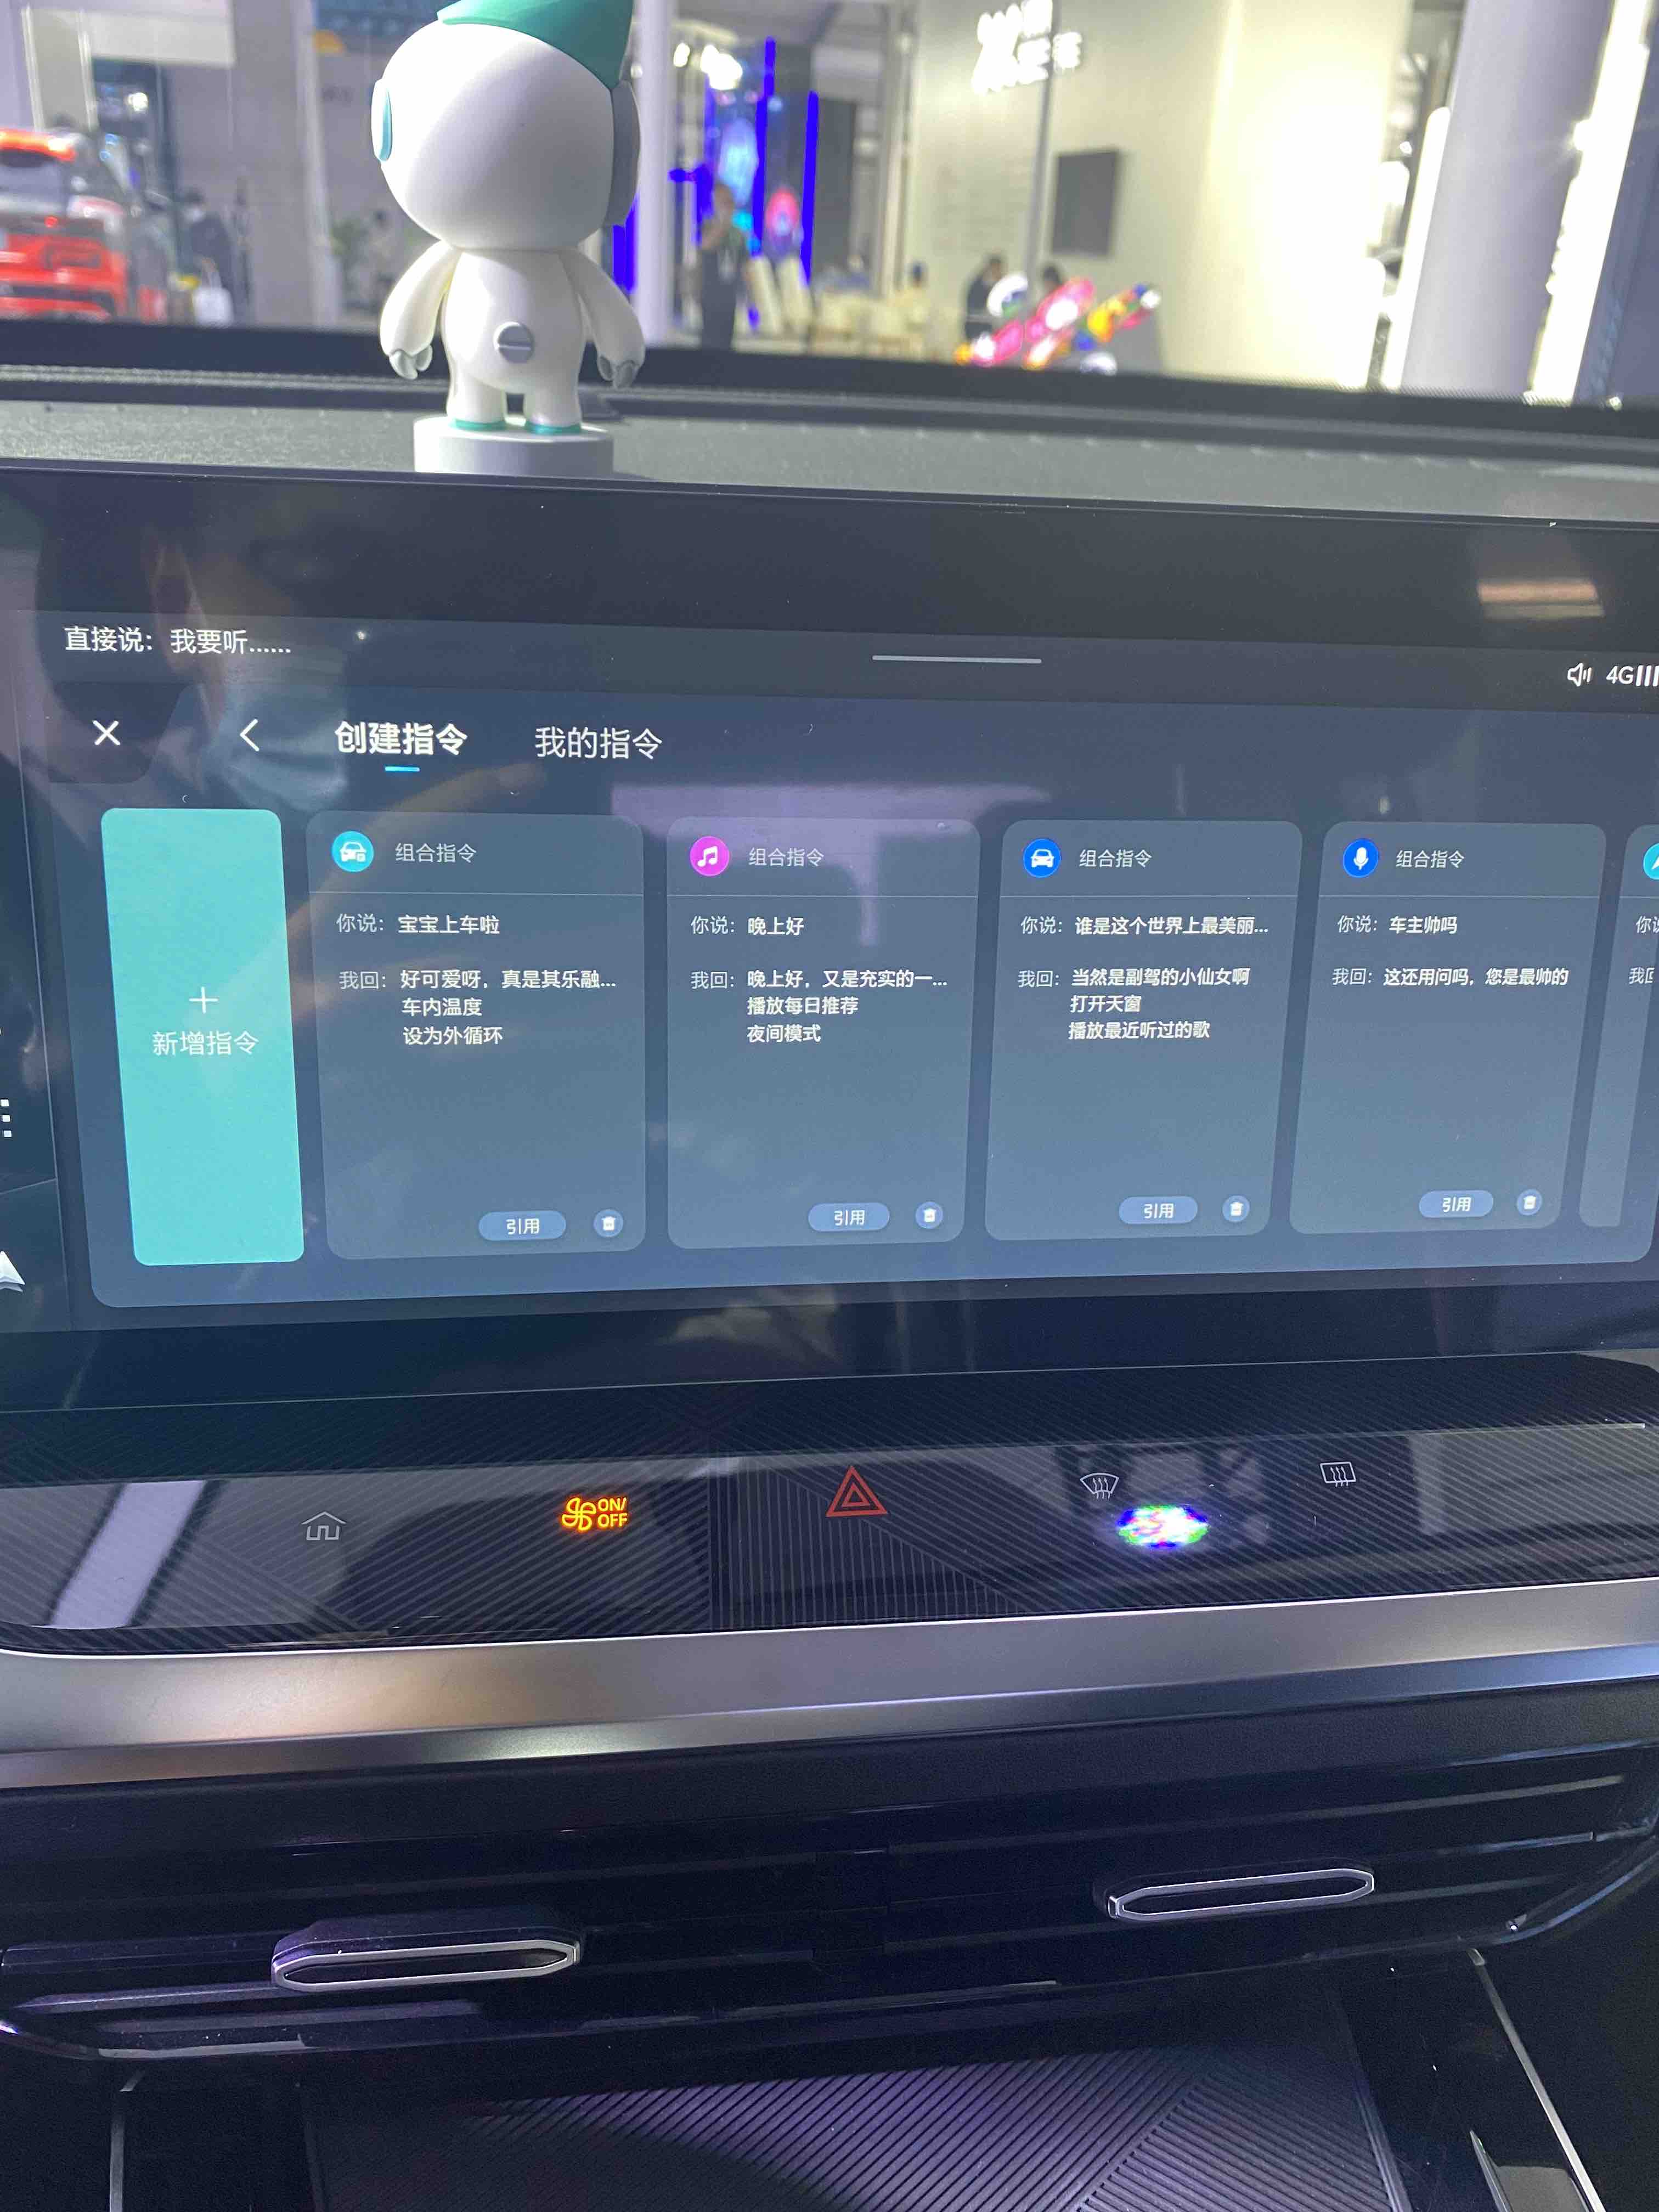 直接说：我要听......
4G
创建指令 我的指令
新增指令
组合指令
你说：宝宝上车啦
我回：好可爱呀，真是其乐融...
车内温度
设为外循环
引用
组合指令
你说：晚上好
我回：晚上好，又是充实的一...
播放每日推荐
夜间模式
引用
组合指令
你说：谁是这个世界上最美丽...
我回：当然是副驾的小仙女啊
打开天窗
播放最近听过的歌
引用
组合指令
你说：车主帅吗
我回：这还用问吗，您是最帅的
引用
你说
我回
ON/
OFF